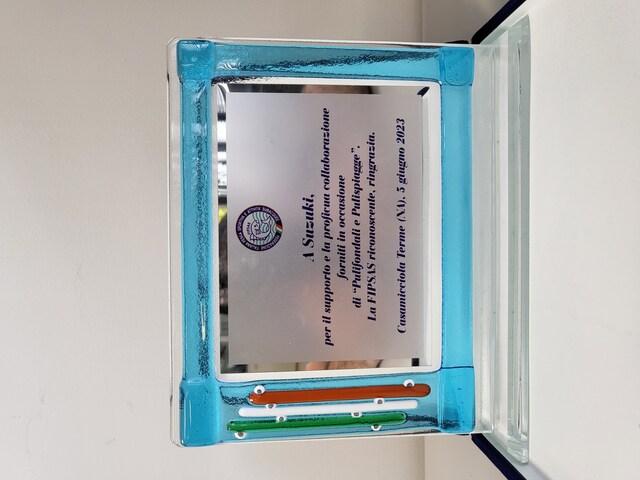 A Suzuki,
per il supporto e la proficua collaborazione
forniti in occasione
di “Pulifondali e Pulispiagge”.
La FIPSAS riconoscente, ringrazia.
Casamicciola Terme (NA), 5 giugno 2023